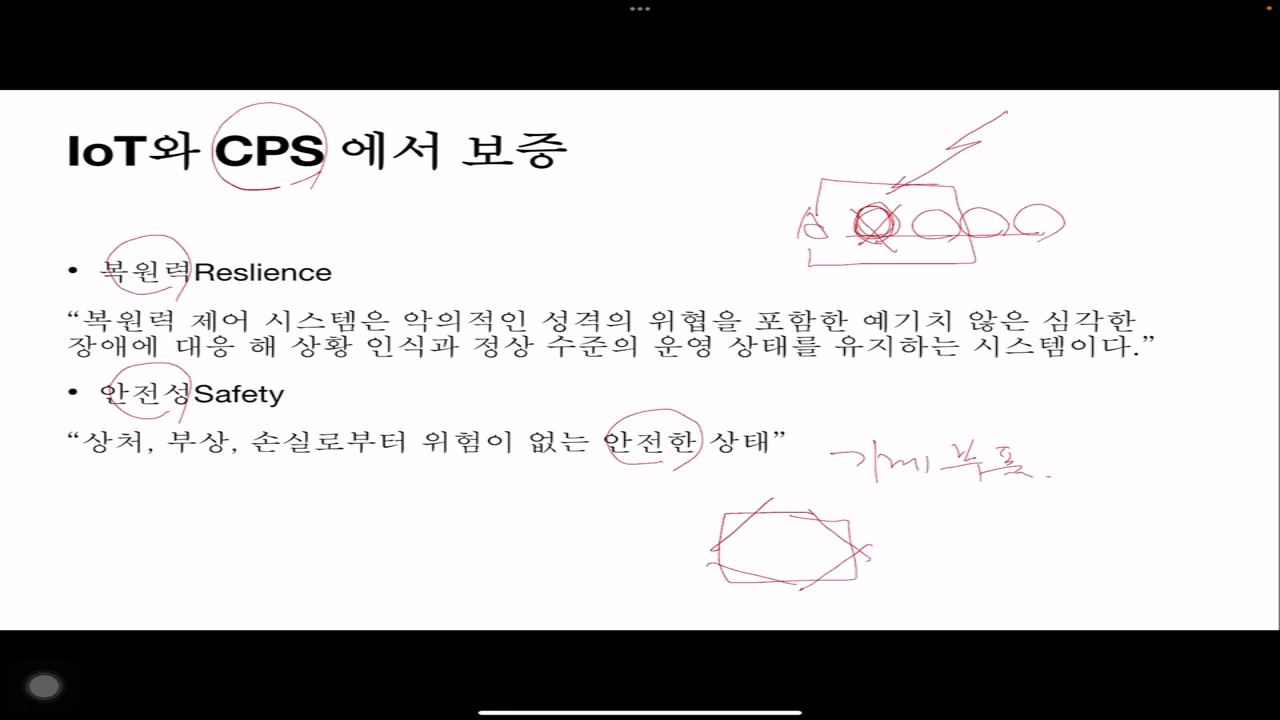 IoT와 CPS 에서 보증
• 복원력Reslience
“복원력 제어 시스템은 악의적인 성격의 위협을 포함한 예기치 않은 심각한
장애에 대응 해 상황 인식과 정상 수준의 운영 상태를 유지하는 시스템이다.”
• 안전성Safety
“상처, 부상, 손실로부터 위험이 없는 안전한 상태”
기계 부품.